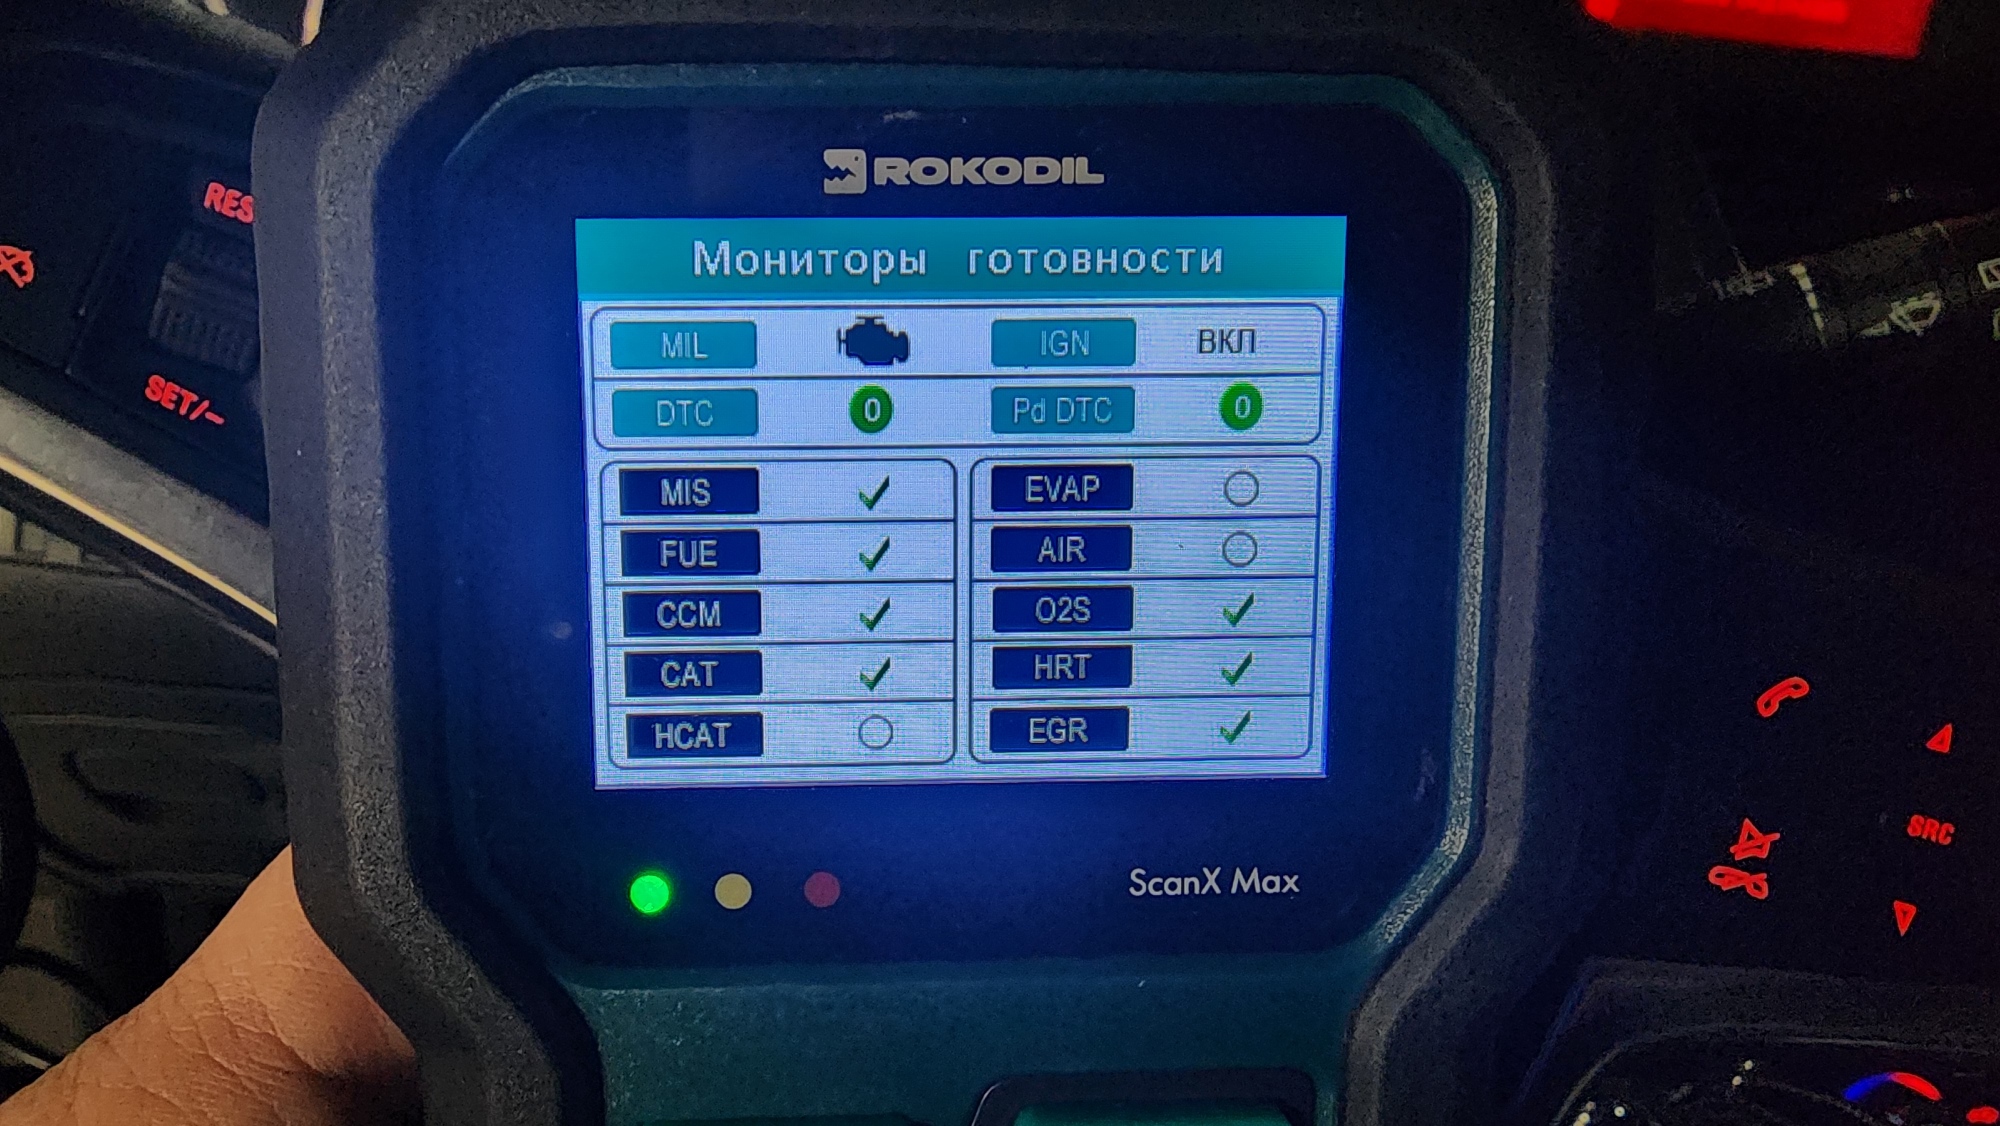 ROKODIL
Мониторы готовности
MIL IGN ВКЛ
DTC 0 Pd DTC 0
MIS EVAP
FUE AIR
CCM O2S
CAT HRT
HCAT EGR
ScanX Max
RES
SET/−
SRC